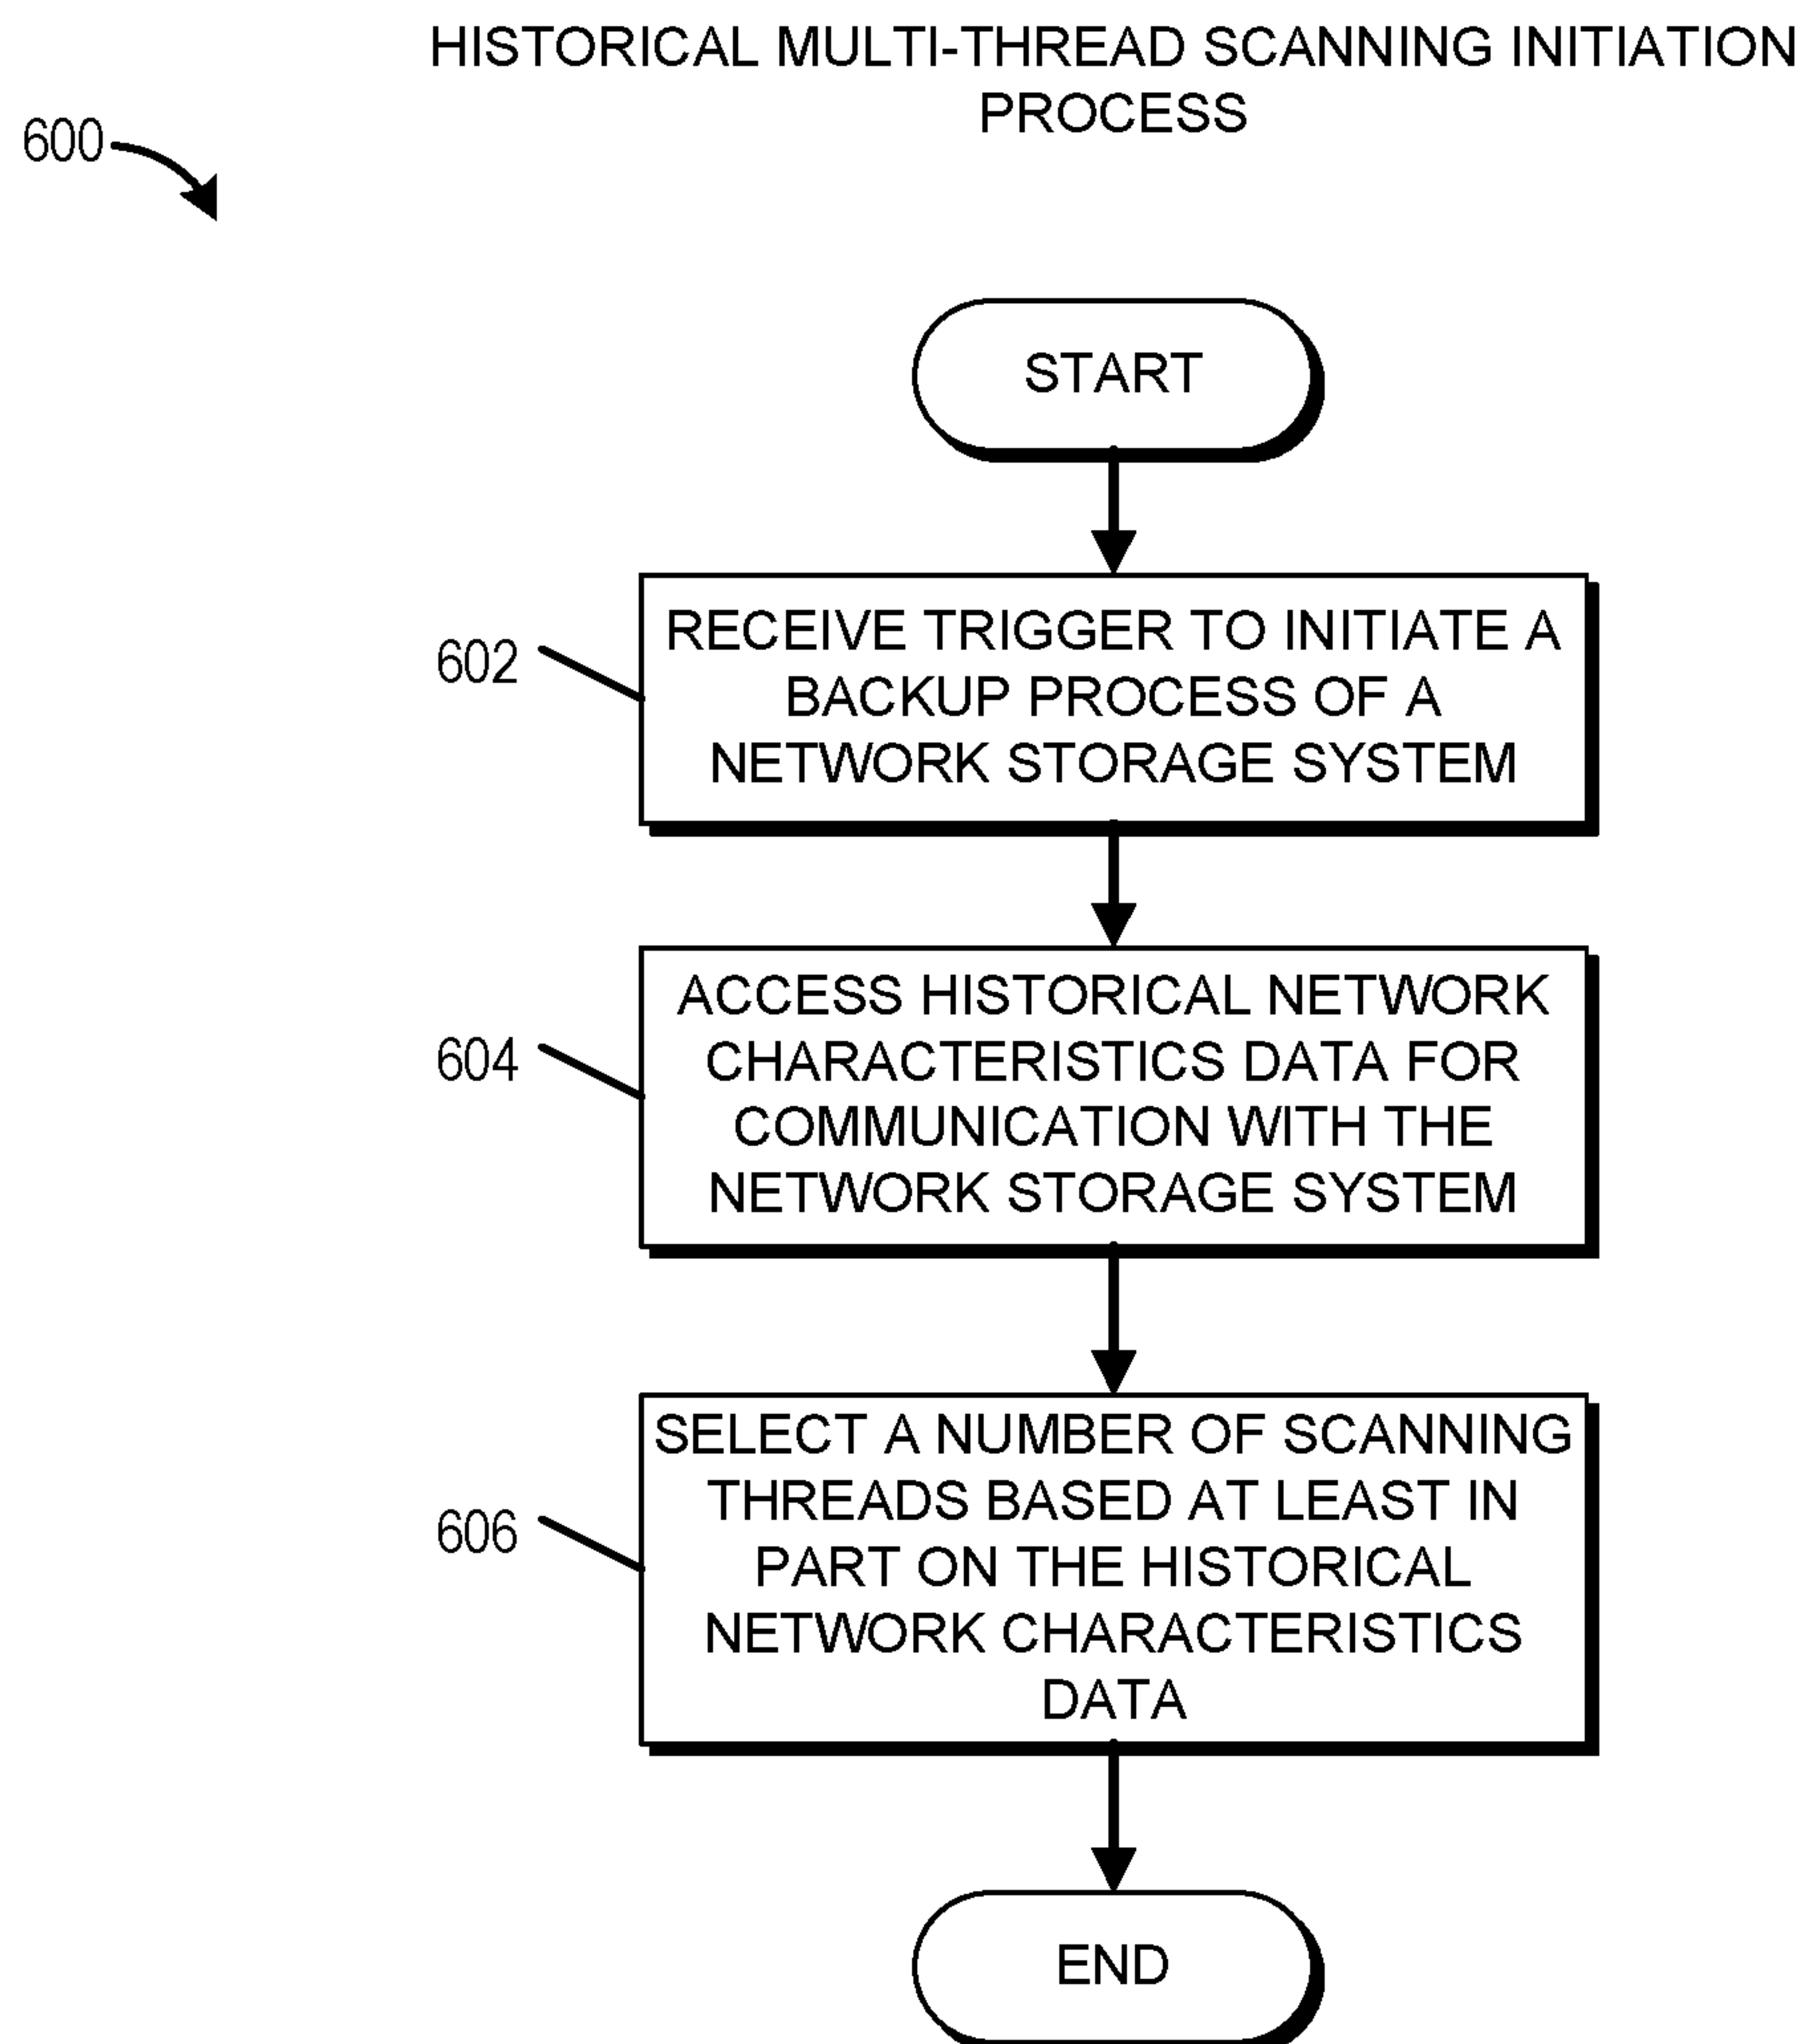 HISTORICAL MULTI-THREAD SCANNING INITIATION
PROCESS
600
START
602
RECEIVE TRIGGER TO INITIATE A
BACKUP PROCESS OF A
NETWORK STORAGE SYSTEM
604
ACCESS HISTORICAL NETWORK
CHARACTERISTICS DATA FOR
COMMUNICATION WITH THE
NETWORK STORAGE SYSTEM
606
SELECT A NUMBER OF SCANNING
THREADS BASED AT LEAST IN
PART ON THE HISTORICAL
NETWORK CHARACTERISTICS
DATA
END